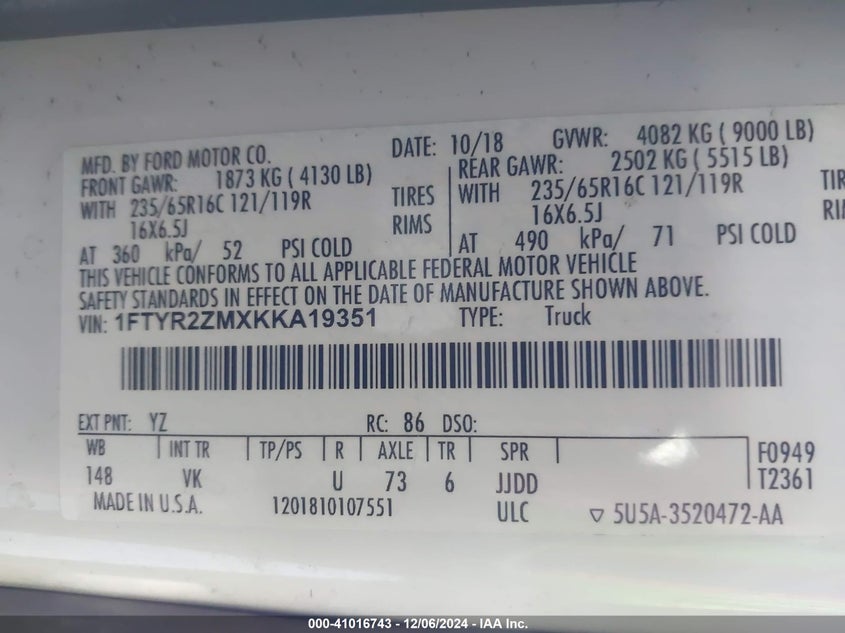 MFD. BY FORD MOTOR CO.
DATE: 10/18 GVWR: 4082 KG ( 9000 LB)
FRONT GAWR: 1873 KG ( 4130 LB) REAR GAWR: 2502 KG ( 5515 LB)
WITH 235/65R16C 121/119R TIRES WITH 235/65R16C 121/119R
16X6.5J RIMS 16X6.5J
AT 360 kPa/ 52 PSI COLD AT 490 kPa/ 71 PSI COLD
THIS VEHICLE CONFORMS TO ALL APPLICABLE FEDERAL MOTOR VEHICLE
SAFETY STANDARDS IN EFFECT ON THE DATE OF MANUFACTURE SHOWN ABOVE.
VIN: 1FTYR2ZMXKKA19351 TYPE: Truck
EXT PNT: YZ RC: 86 DSO:
WB INT TR TP/PS R AXLE TR SPR F0949
148 VK U 73 6 JJDD T2361
MADE IN U.S.A. 1201810107551 ULC ▽ 5U5A-3520472-AA
000-41016743 - 12/06/2024 - IAA Inc.